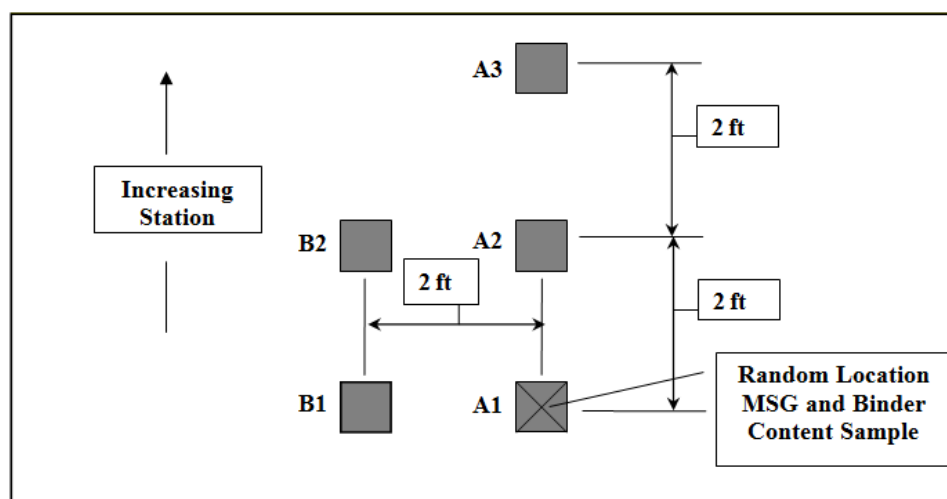 A3
2 ft
Increasing
Station
B2
A2
2 ft
2 ft
B1
A1
Random Location
MSG and Binder
Content Sample